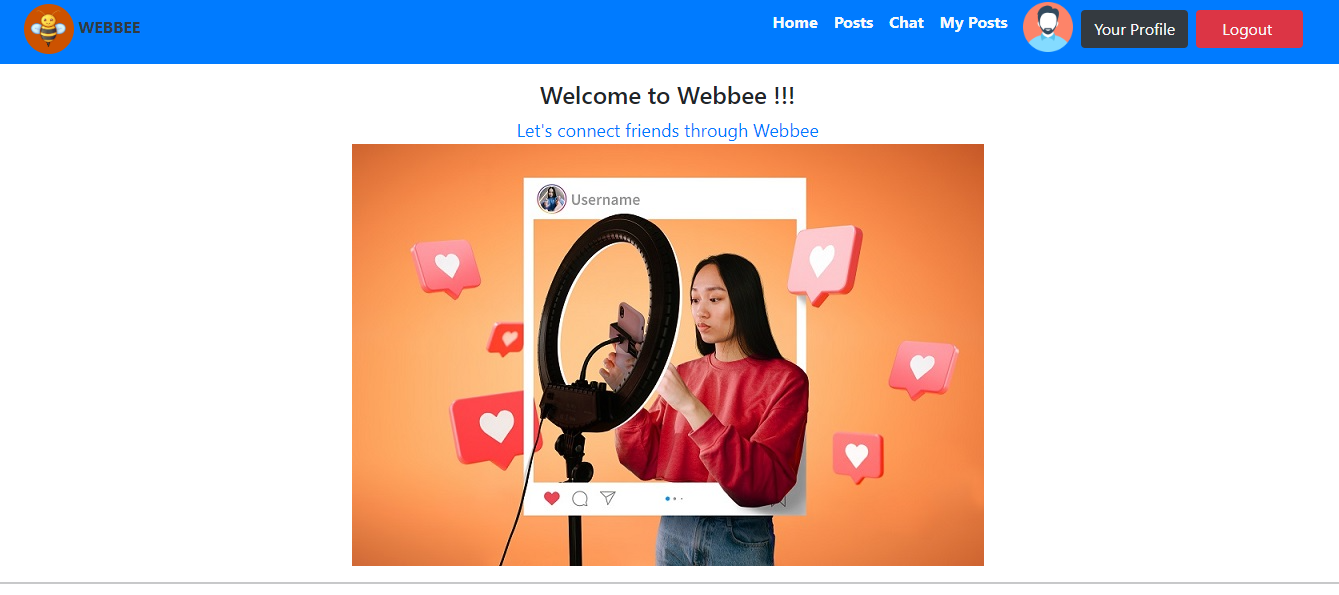 WEBBEE
Home Posts Chat My Posts Your Profile Logout
Welcome to Webbee !!!
Let's connect friends through Webbee
Username